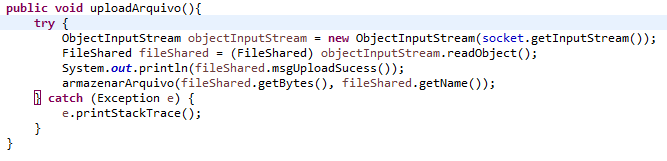 public void uploadArquivo(){
    try {
        ObjectInputStream objectInputStream = new ObjectInputStream(socket.getInputStream());
        FileShared fileShared = (FileShared) objectInputStream.readObject();
        System.out.println(fileShared.msgUploadSucess());
        armazenarArquivo(fileShared.getBytes(), fileShared.getName());
    } catch (Exception e) {
        e.printStackTrace();
    }
}